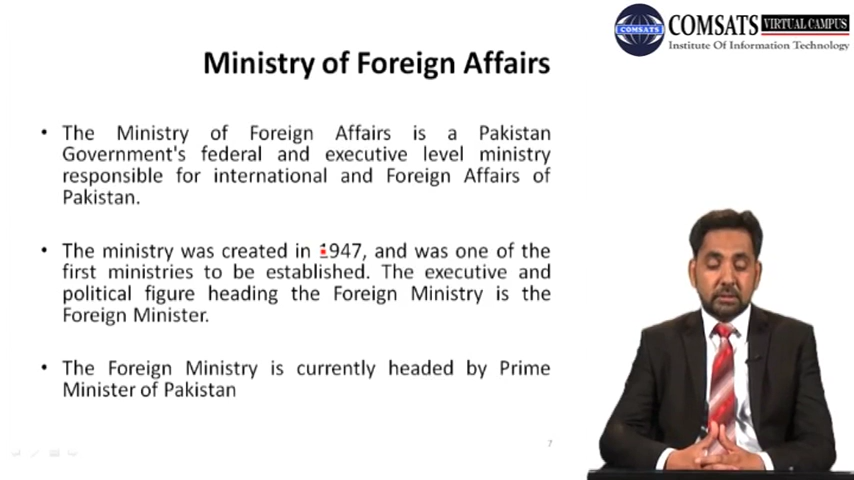 COMSATS VIRTUAL CAMPUS
COMSATS
Institute Of Information Technology
Ministry of Foreign Affairs
• The Ministry of Foreign Affairs is a Pakistan
Government's federal and executive level ministry
responsible for international and Foreign Affairs of
Pakistan.
• The ministry was created in 1947, and was one of the
first ministries to be established. The executive and
political figure heading the Foreign Ministry is the
Foreign Minister.
• The Foreign Ministry is currently headed by Prime
Minister of Pakistan
7